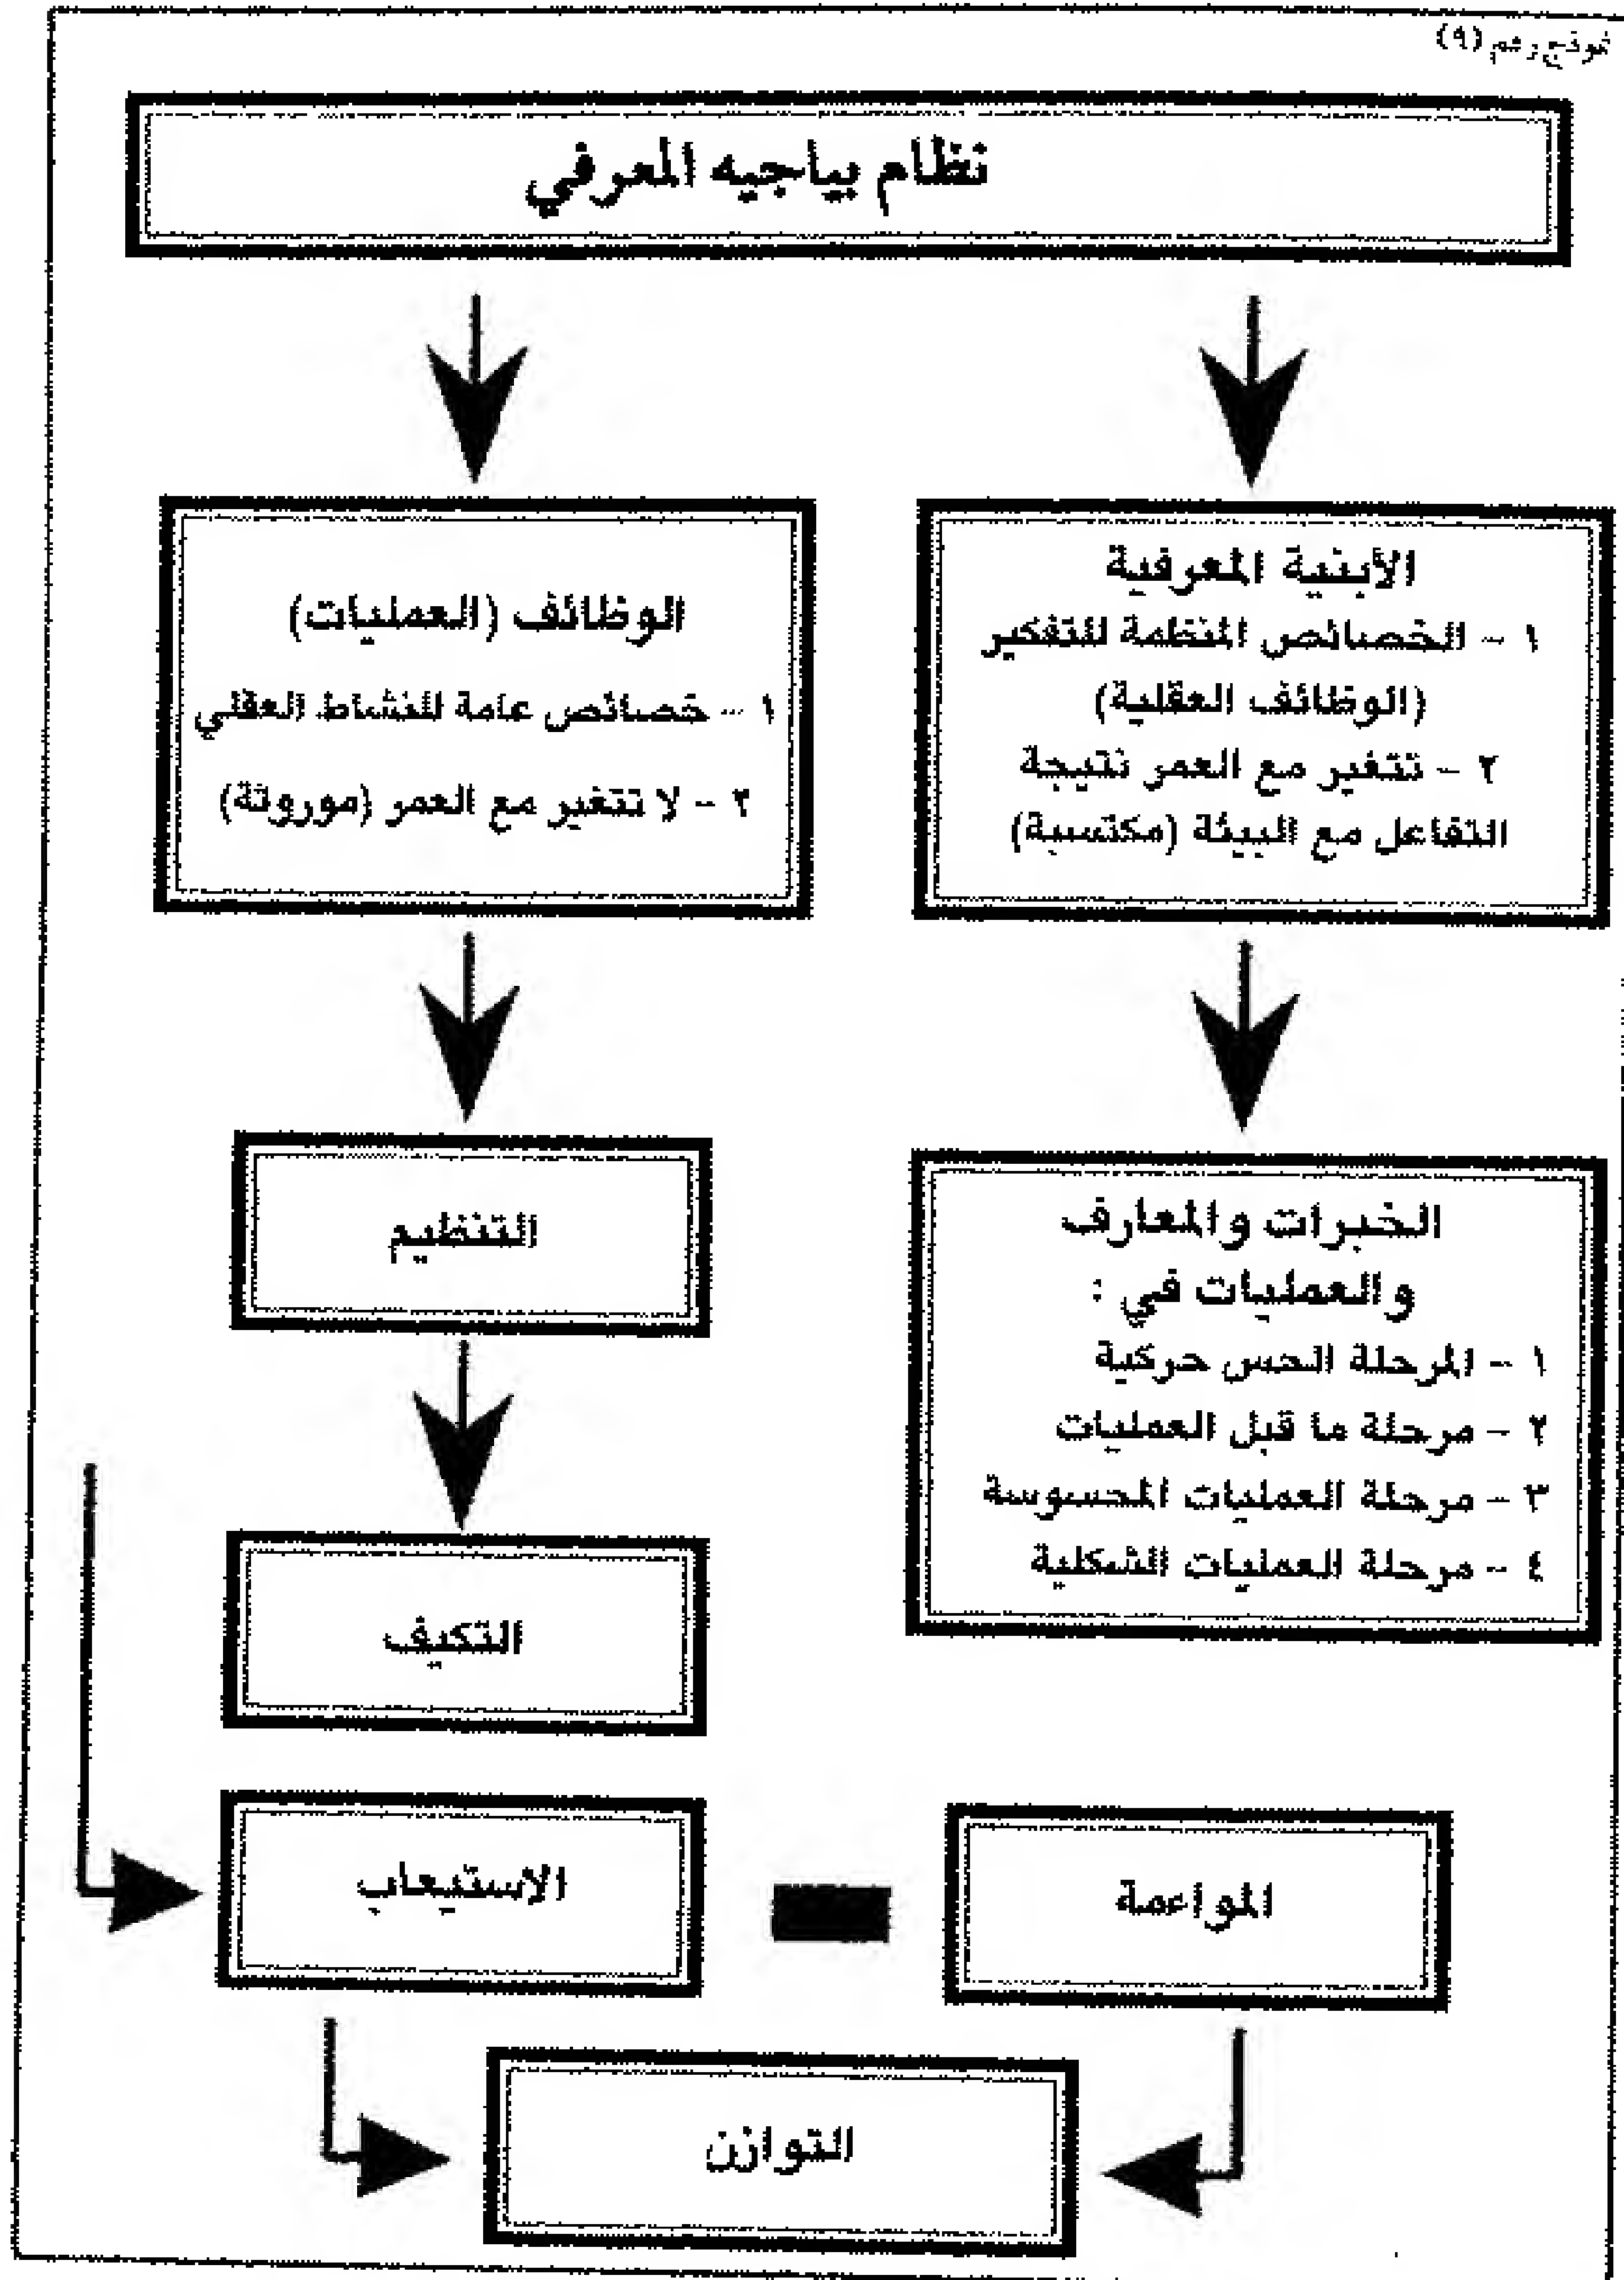 نموذج رقم (٩)
نظام بياجيه المعرفي
الأبنية المعرفية
١ - الخصائص المنظمة للتفكير
(الوظائف العقلية)
٢ - تتغير مع العمر نتيجة
التفاعل مع البيئة (مكتسبة)
الوظائف (العمليات)
١ - خصائص عامة للنشاط العقلي
٢ - لا تتغير مع العمر (موروثة)
الخبرات والمعارف
والعمليات في :
١ - المرحلة الحس حركية
٢ - مرحلة ما قبل العمليات
٣ - مرحلة العمليات المحسوسة
٤ - مرحلة العمليات الشكلية
التنظيم
التكيف
المواءمة
الاستيعاب
التوازن